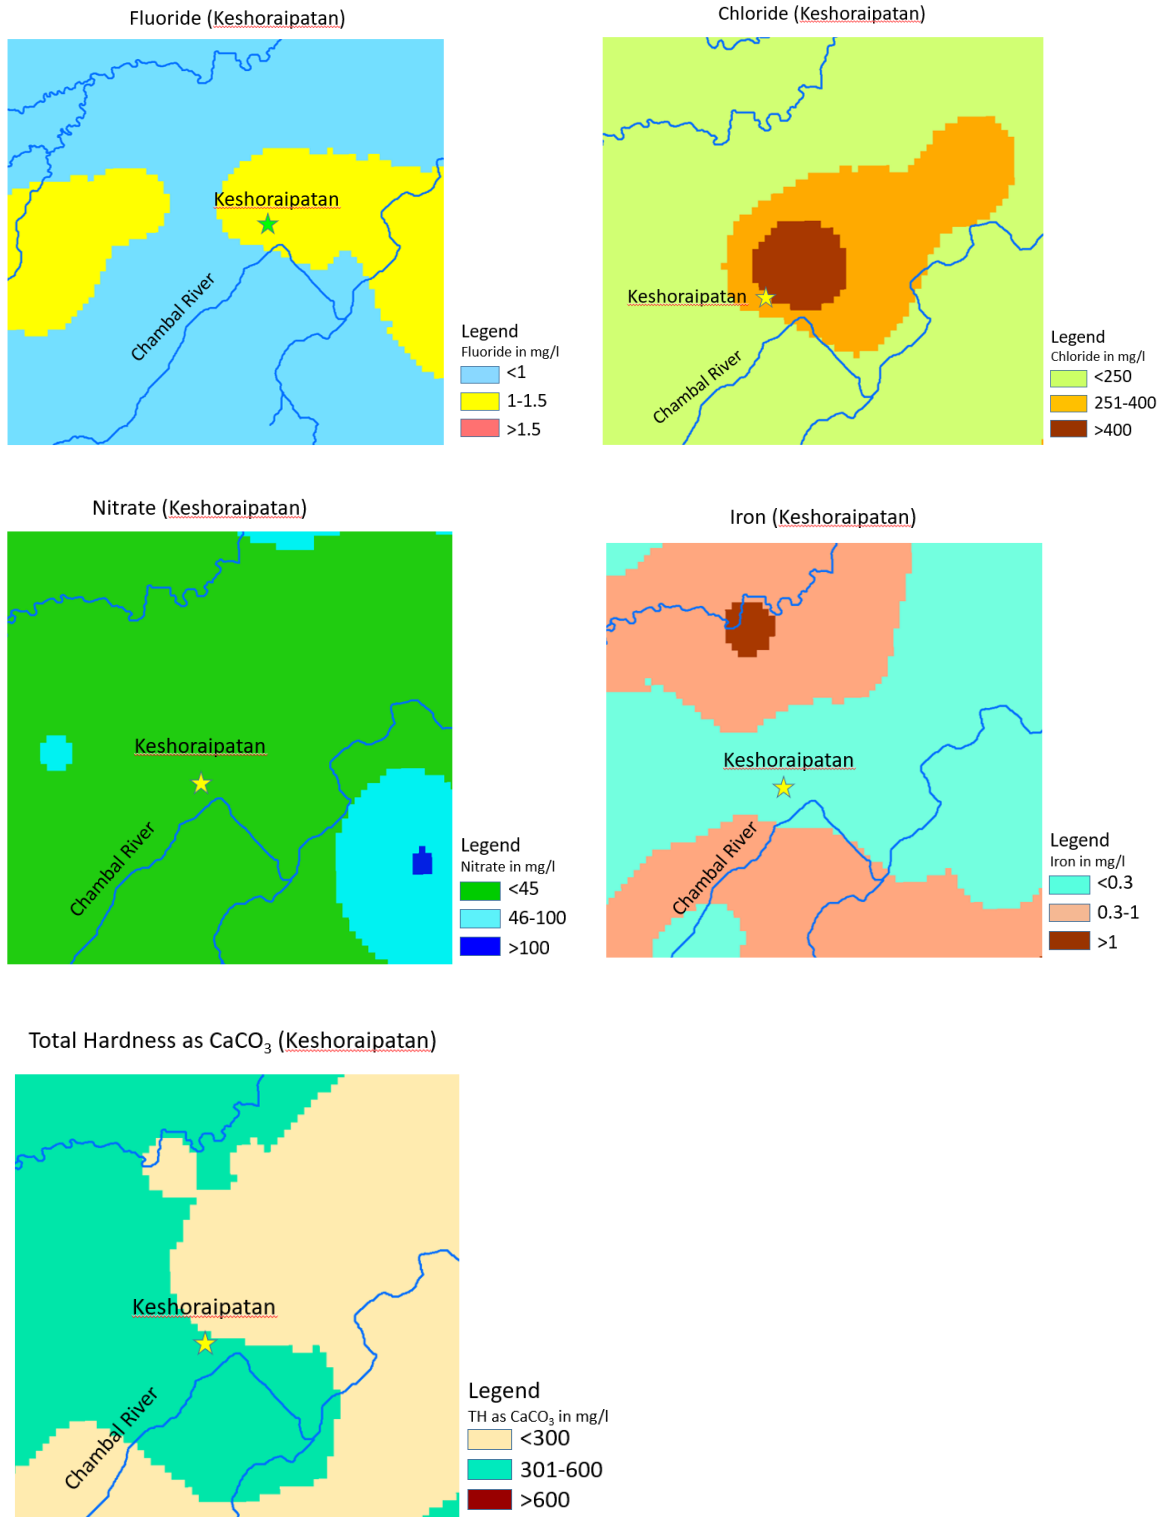 Fluoride (Keshoraipatan)
Keshoraipatan
Chambal River
Legend
Fluoride in mg/l
<1
1-1.5
>1.5
Chloride (Keshoraipatan)
Keshoraipatan
Chambal River
Legend
Chloride in mg/l
<250
251-400
>400
Nitrate (Keshoraipatan)
Keshoraipatan
Chambal River
Legend
Nitrate in mg/l
<45
46-100
>100
Iron (Keshoraipatan)
Keshoraipatan
Chambal River
Legend
Iron in mg/l
<0.3
0.3-1
>1
Total Hardness as CaCO₃ (Keshoraipatan)
Keshoraipatan
Chambal River
Legend
TH as CaCO₃ in mg/l
<300
301-600
>600